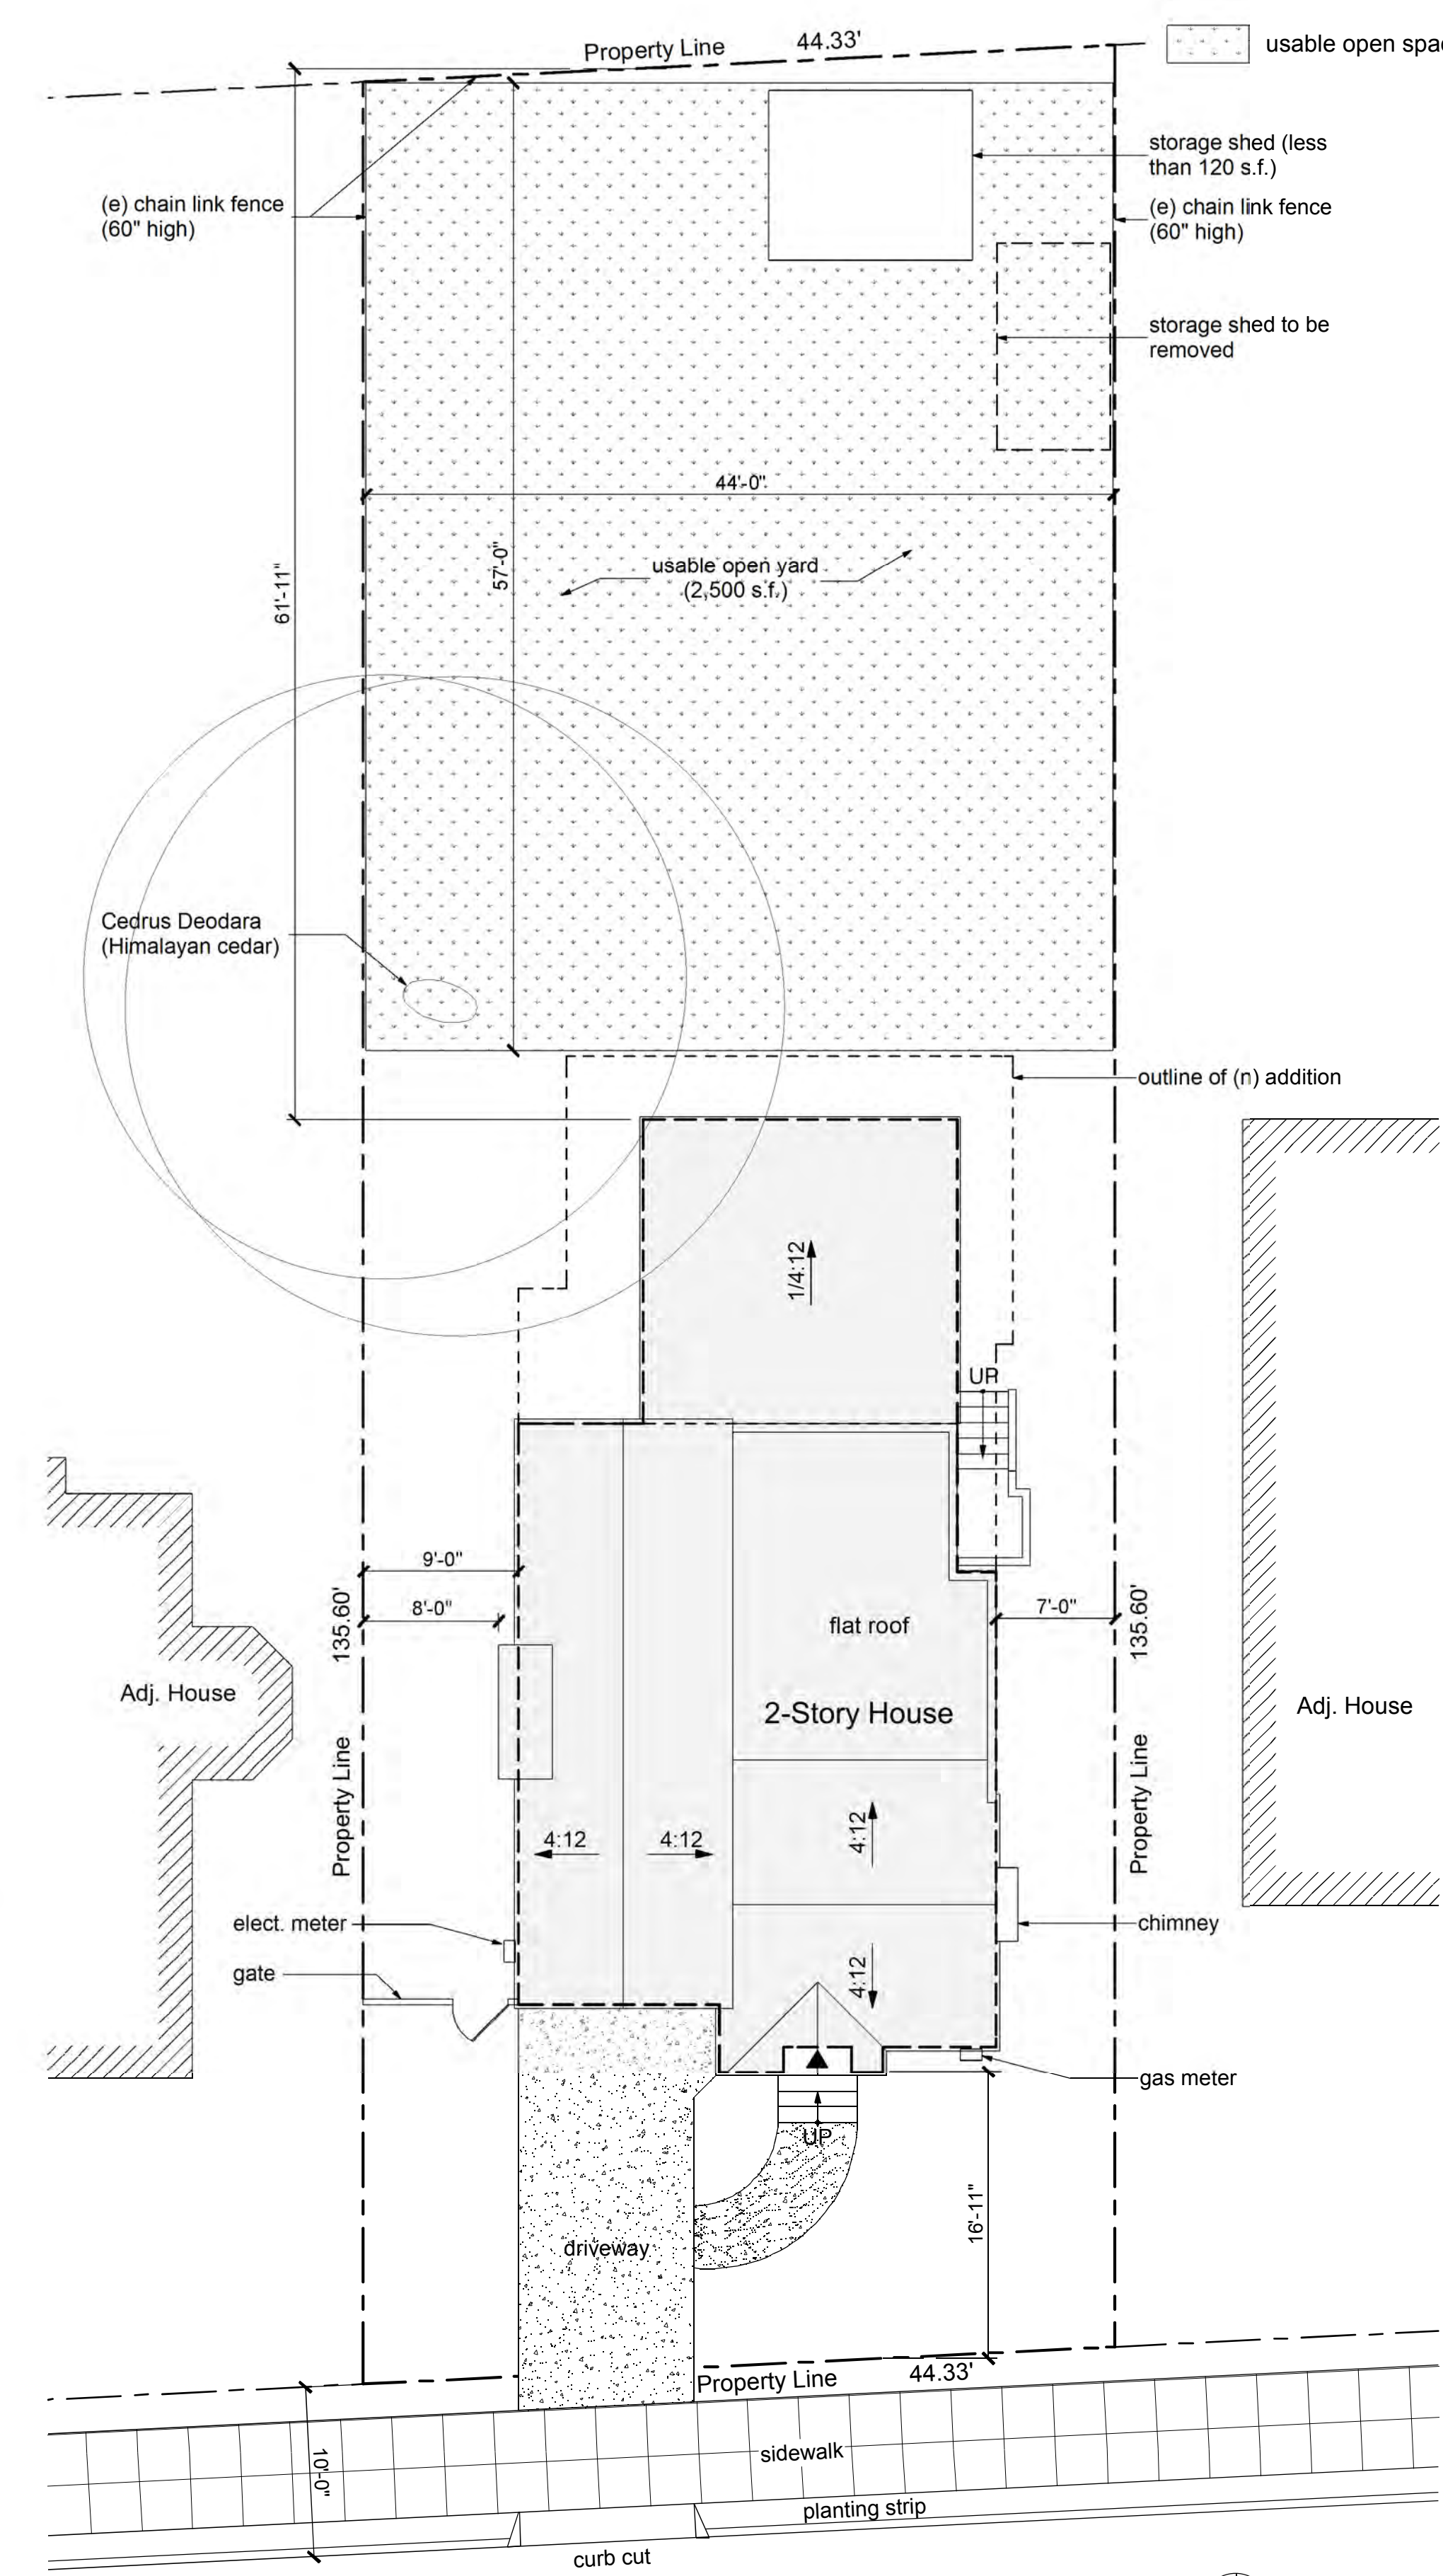 Property Line 44.33'
usable open spa
storage shed (less
than 120 s.f.)
(e) chain link fence
(60" high)
(e) chain link fence
(60" high)
storage shed to be
removed
44'-0"
57'-0"
61'-11"
usable open yard
(2,500 s.f.)
Cedrus Deodara
(Himalayan cedar)
outline of (n) addition
1/4:12
UP
9'-0"
8'-0"
7'-0"
135.60'
135.60'
flat roof
2-Story House
Adj. House
Adj. House
Property Line
Property Line
4:12
4:12
4:12
4:12
elect. meter
chimney
gate
gas meter
UP
16'-11"
driveway
Property Line 44.33'
10'-0"
sidewalk
planting strip
curb cut